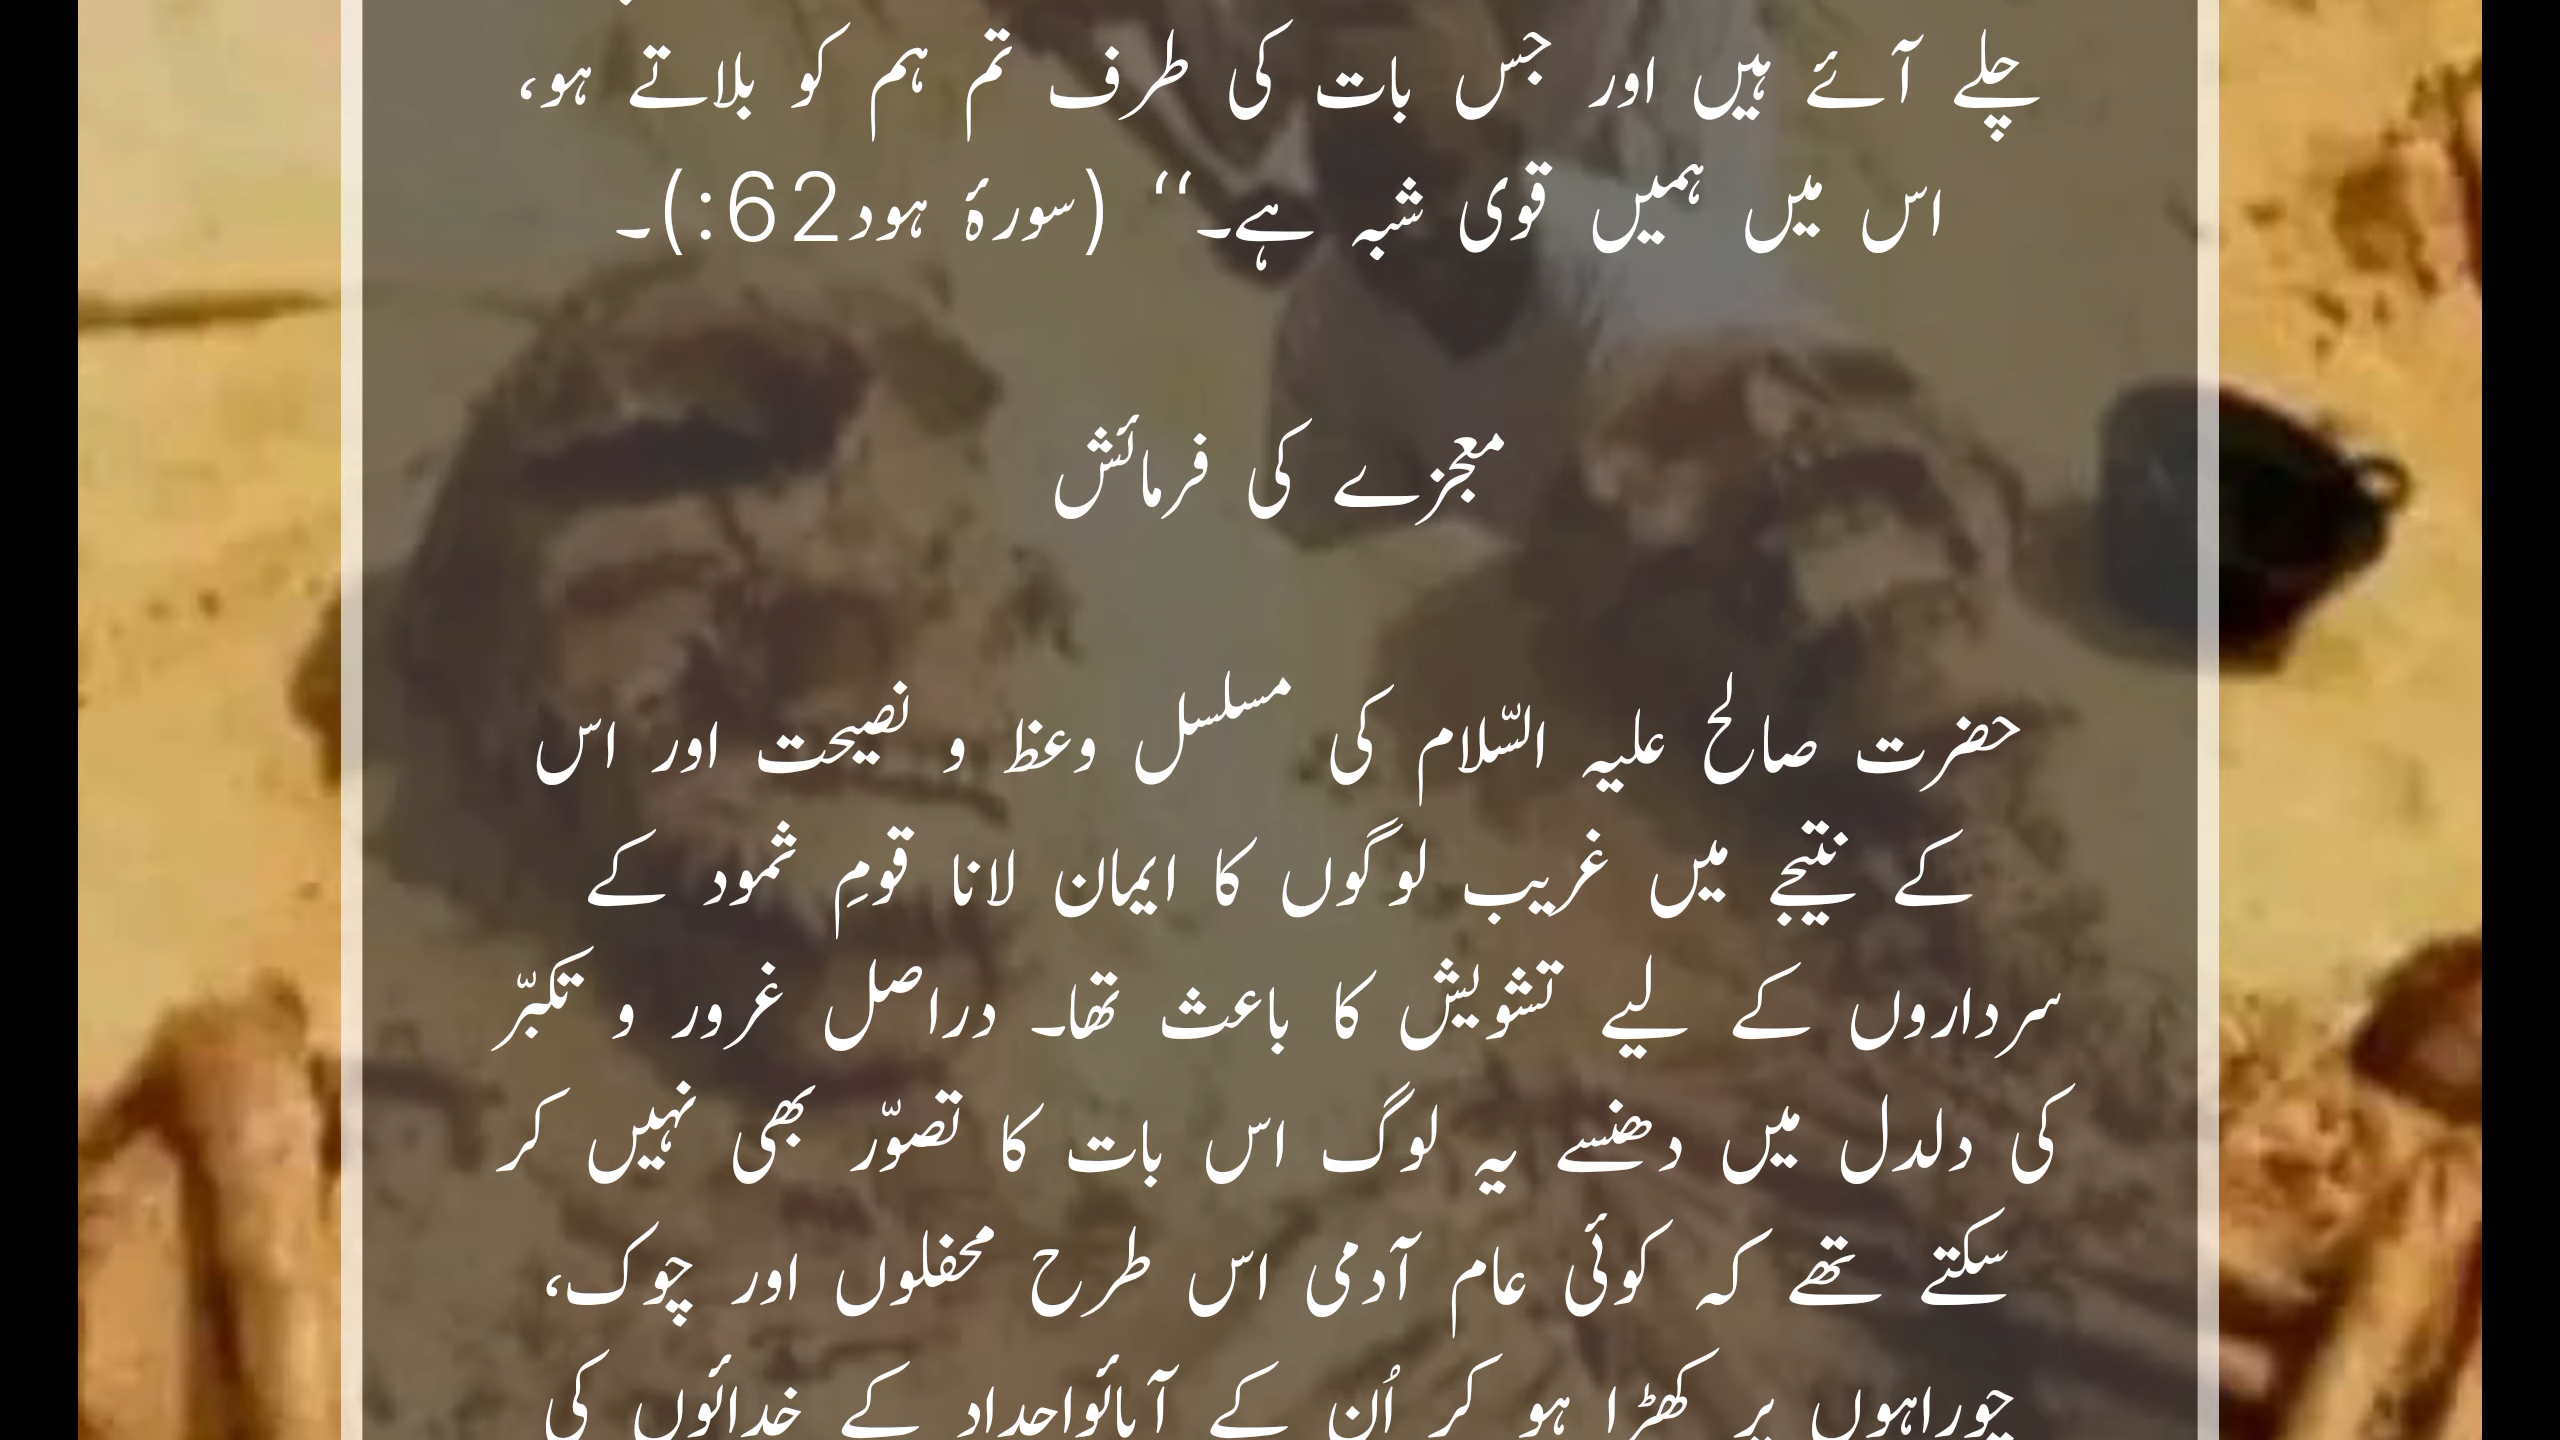 چلے آئے ہیں اور جس بات کی طرف تم ہم کو بلاتے ہو،
اس میں ہمیں قوی شبہ ہے۔‘‘ (سورۂ ہود62:)۔
معجزے کی فرمائش
حضرت صالح علیہ السّلام کی مسلسل وعظ و نصیحت اور اس
کے نتیجے میں غریب لوگوں کا ایمان لانا قومِ ثمود کے
سرداروں کے لیے تشویش کا باعث تھا۔ دراصل غرور و تکبّر
کی دلدل میں دھنسے یہ لوگ اس بات کا تصوّر بھی نہیں کر
سکتے تھے کہ کوئی عام آدمی اس طرح محفلوں اور چوک،
چوراہوں پر کھڑا ہو کر اُن کے آبائواجداد کے خدائوں کی